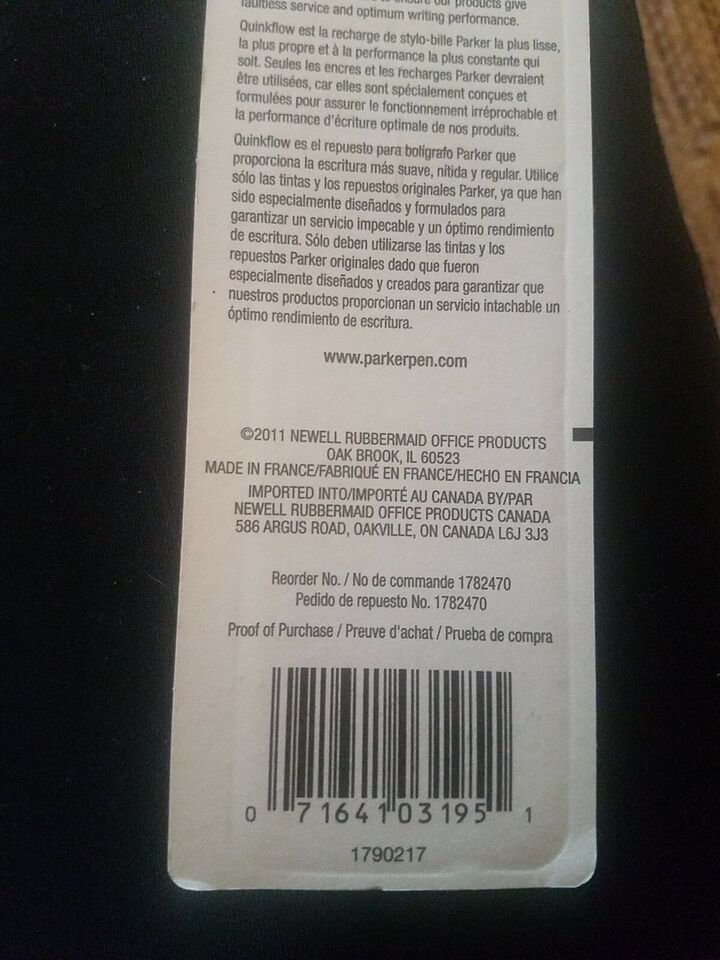 to ensure our products give
faultless service and optimum writing performance.
Quinkflow est la recharge de stylo-bille Parker la plus lisse,
la plus propre et à la performance la plus constante qui
soit. Seules les encres et les recharges Parker devraient
être utilisées, car elles sont spécialement conçues et
formulées pour assurer le fonctionnement irréprochable et
la performance d'écriture optimale de nos produits.
Quinkflow es el repuesto para bolígrafo Parker que
proporciona la escritura más suave, nítida y regular. Utilice
sólo las tintas y los repuestos originales Parker, ya que han
sido especialmente diseñados y formulados para
garantizar un servicio impecable y un óptimo rendimiento
de escritura. Sólo deben utilizarse las tintas y los
repuestos Parker originales dado que fueron
especialmente diseñados y creados para garantizar que
nuestros productos proporcionan un servicio intachable un
óptimo rendimiento de escritura.
www.parkerpen.com
©2011 NEWELL RUBBERMAID OFFICE PRODUCTS
OAK BROOK, IL 60523
MADE IN FRANCE/FABRIQUÉ EN FRANCE/HECHO EN FRANCIA
IMPORTED INTO/IMPORTÉ AU CANADA BY/PAR
NEWELL RUBBERMAID OFFICE PRODUCTS CANADA
586 ARGUS ROAD, OAKVILLE, ON CANADA L6J 3J3
Reorder No. / No de commande 1782470
Pedido de repuesto No. 1782470
Proof of Purchase / Preuve d'achat / Prueba de compra
0 71641 03195 1
1790217